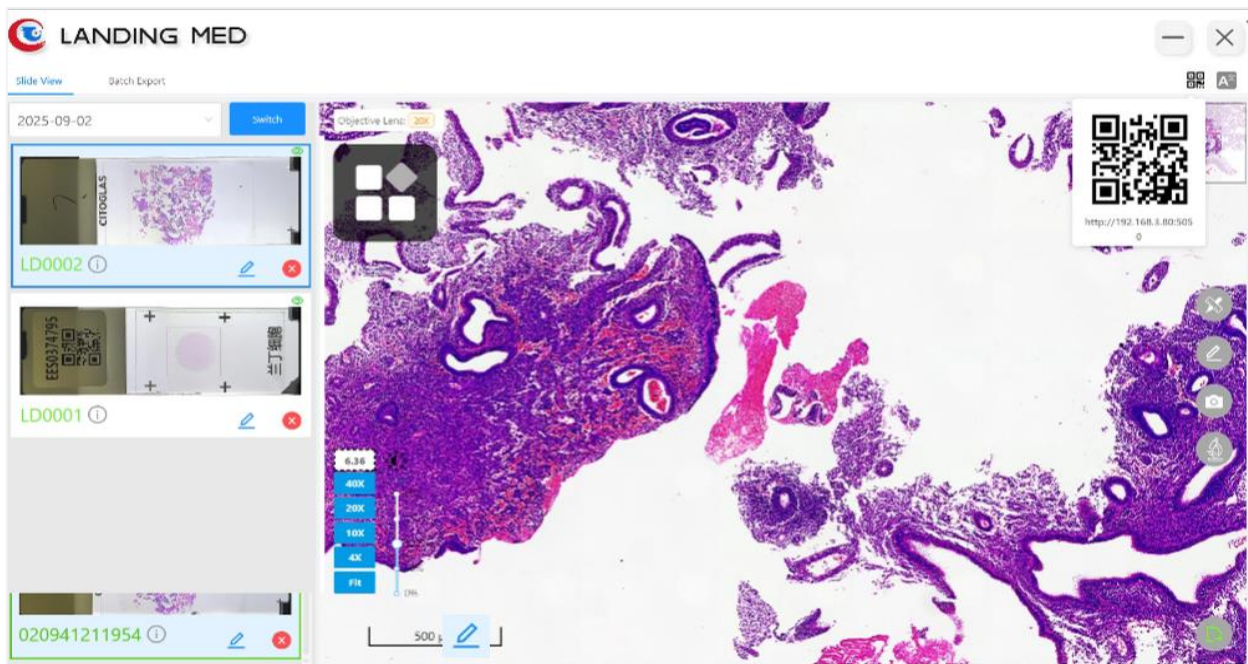 LANDING MED
Slide View
Batch Export
2025-09-02
Switch
Objective Lens: 20X
CITOGLAS
LD0002
http://192.168.3.80:505
0
EES0374795
兰丁细胞
LD0001
6.36
40X
20X
10X
4X
Fit
0%
020941211954
500